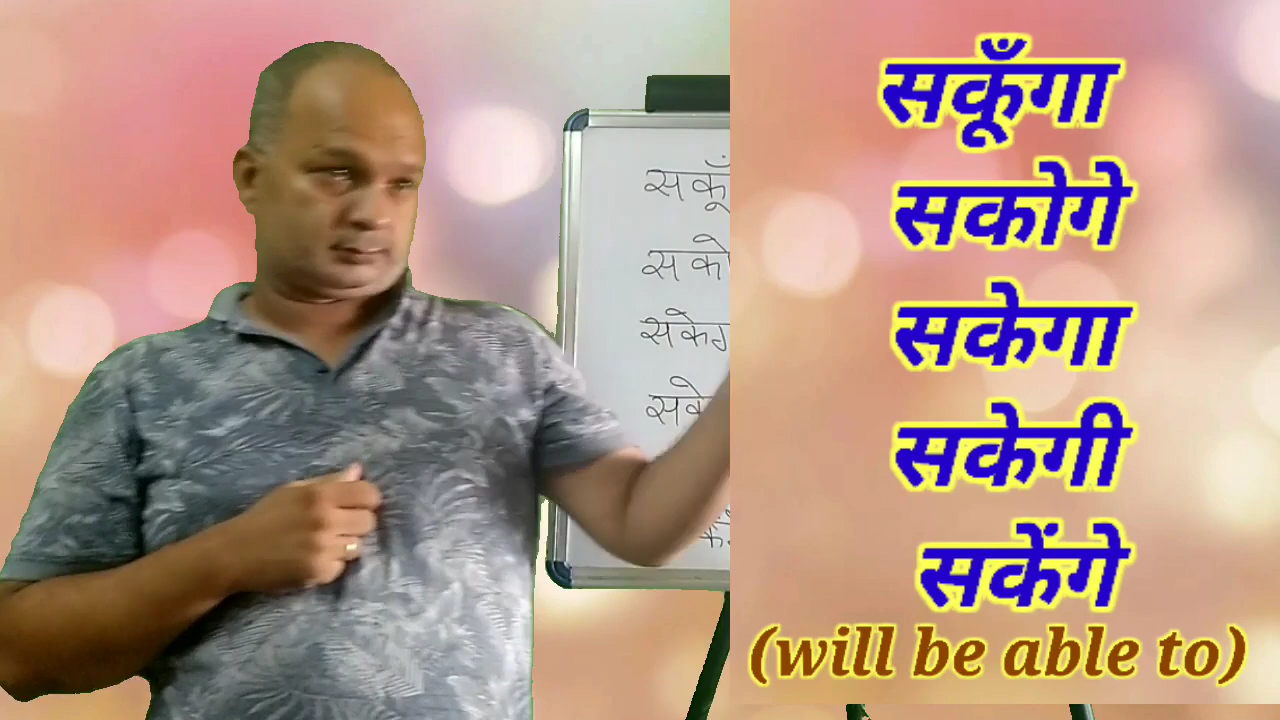 सकूँगा
सकोगे
सकेगा
सकेगी
सकेंगे
(will be able to)